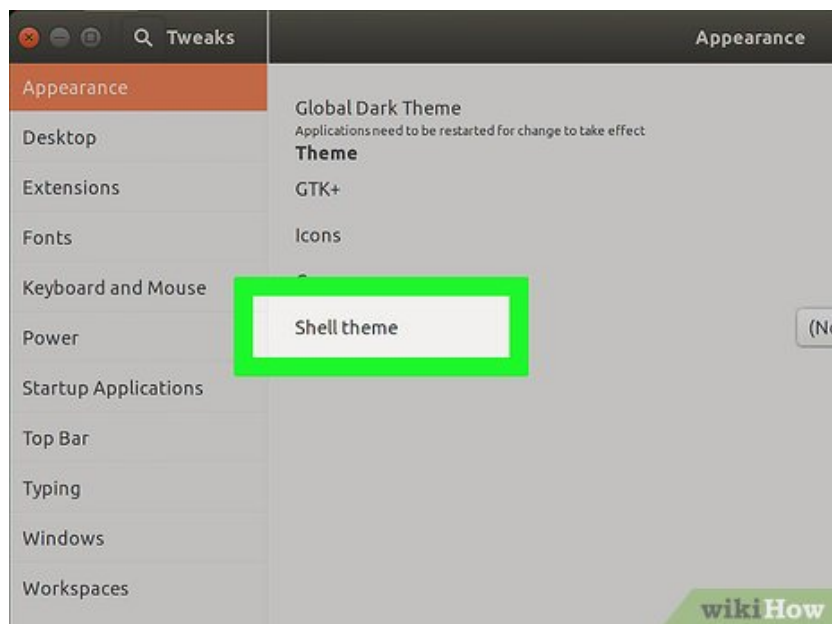 Tweaks
Appearance
Appearance
Desktop
Extensions
Fonts
Keyboard and Mouse
Power
Startup Applications
Top Bar
Typing
Windows
Workspaces
Global Dark Theme
Applications need to be restarted for change to take effect
Theme
GTK+
Icons
Shell theme
wikiHow